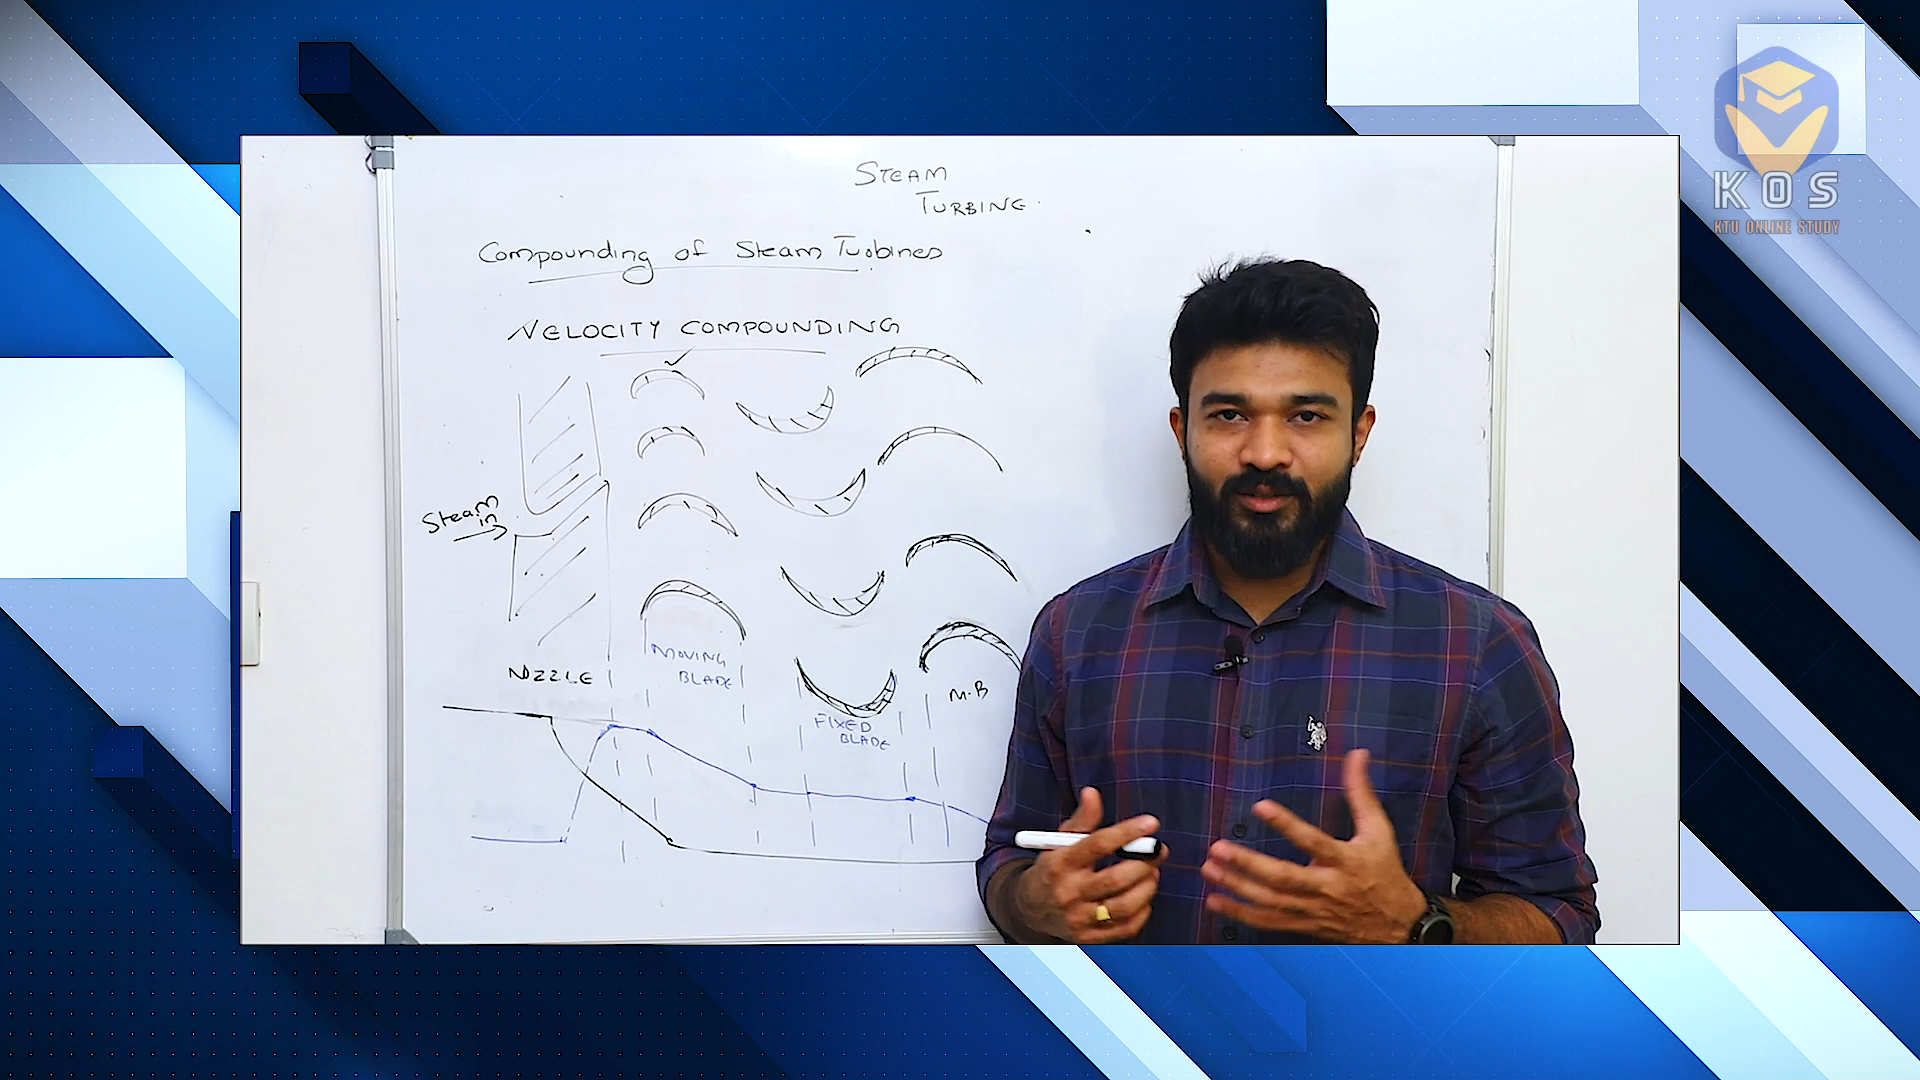 STEAM
TURBINE.
KOS
KTU ONLINE STUDY
Compounding of Steam Turbines
VELOCITY COMPOUNDING
Steam
in
NOZZLE
MOVING
BLADE
FIXED
BLADE
M.B